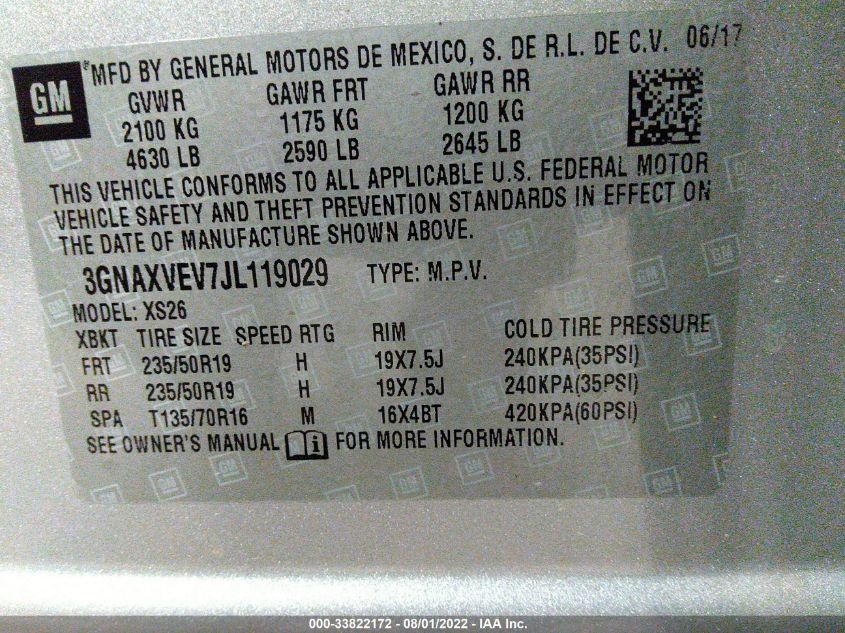 GM ®MFD BY GENERAL MOTORS DE MEXICO, S. DE R.L. DE C.V. 06/17
GVWR GAWR FRT GAWR RR
2100 KG 1175 KG 1200 KG
4630 LB 2590 LB 2645 LB
THIS VEHICLE CONFORMS TO ALL APPLICABLE U.S. FEDERAL MOTOR
VEHICLE SAFETY AND THEFT PREVENTION STANDARDS IN EFFECT ON
THE DATE OF MANUFACTURE SHOWN ABOVE.
3GNAXVEV7JL119029 TYPE: M.P.V.
MODEL: XS26
XBKT TIRE SIZE SPEED RTG RIM COLD TIRE PRESSURE
FRT 235/50R19 H 19X7.5J 240KPA(35PSI)
RR 235/50R19 H 19X7.5J 240KPA(35PSI)
SPA T135/70R16 M 16X4BT 420KPA(60PSI)
SEE OWNER'S MANUAL FOR MORE INFORMATION.
000-33822172 - 08/01/2022 - IAA Inc.